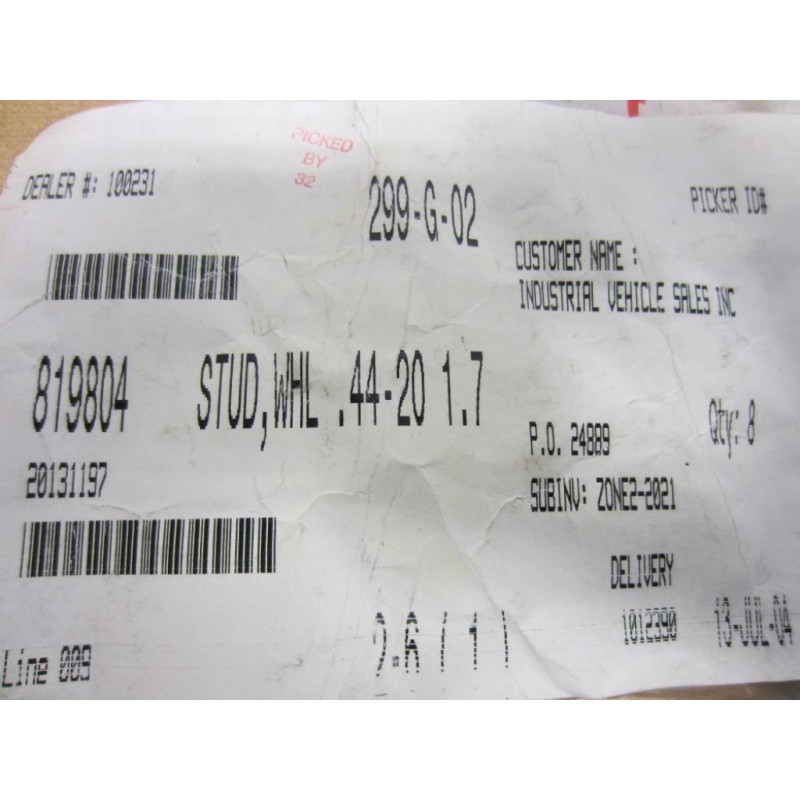 PICKED
BY
32
DEALER #: 100231
299-G-02
PICKER ID#
CUSTOMER NAME :
INDUSTRIAL VEHICLE SALES INC
819804 STUD,WHL .44-20 1.7
P.O. 24889
Qty: 8
20131197
SUBINV: ZONE2-2021
DELIVERY
1012390
13-JUL-04
Line 009
( 1 )